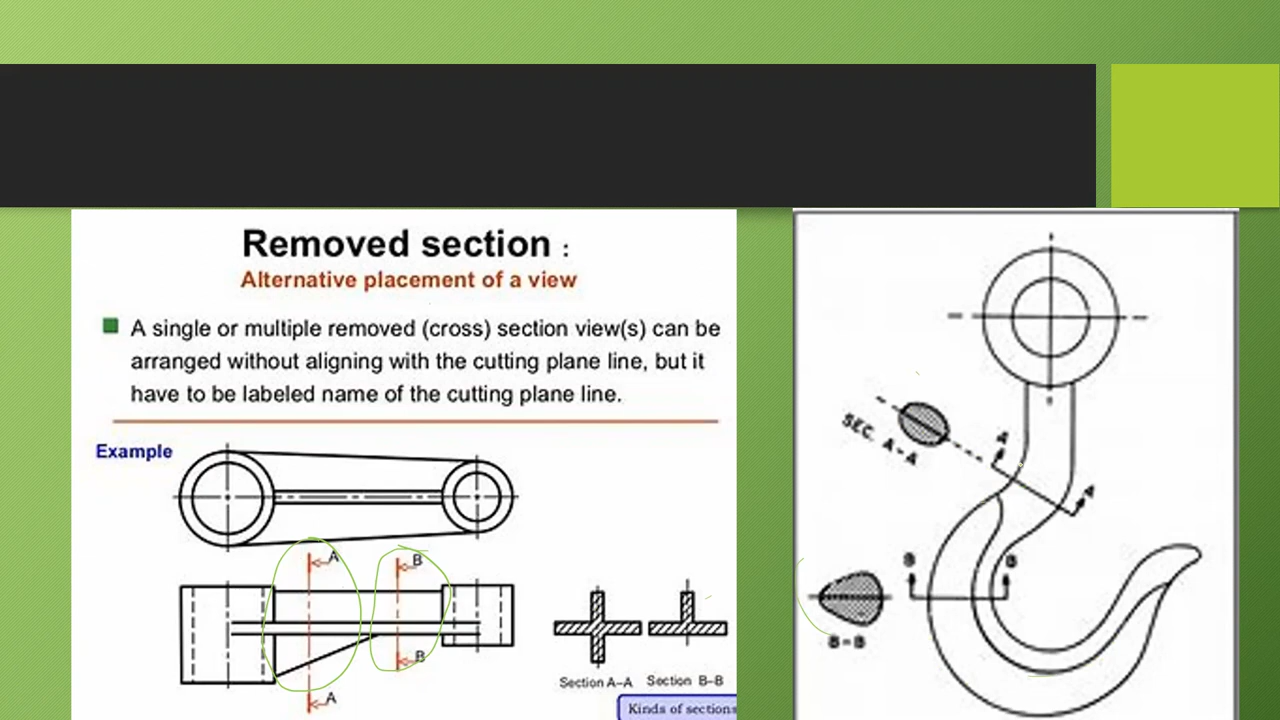 Removed section :
Alternative placement of a view
A single or multiple removed (cross) section view(s) can be
arranged without aligning with the cutting plane line, but it
have to be labeled name of the cutting plane line.
Example
A
B
B
A
Section A–A
Section B–B
Kinds of sections
SEC. A–A
A
A
B
B
B–B